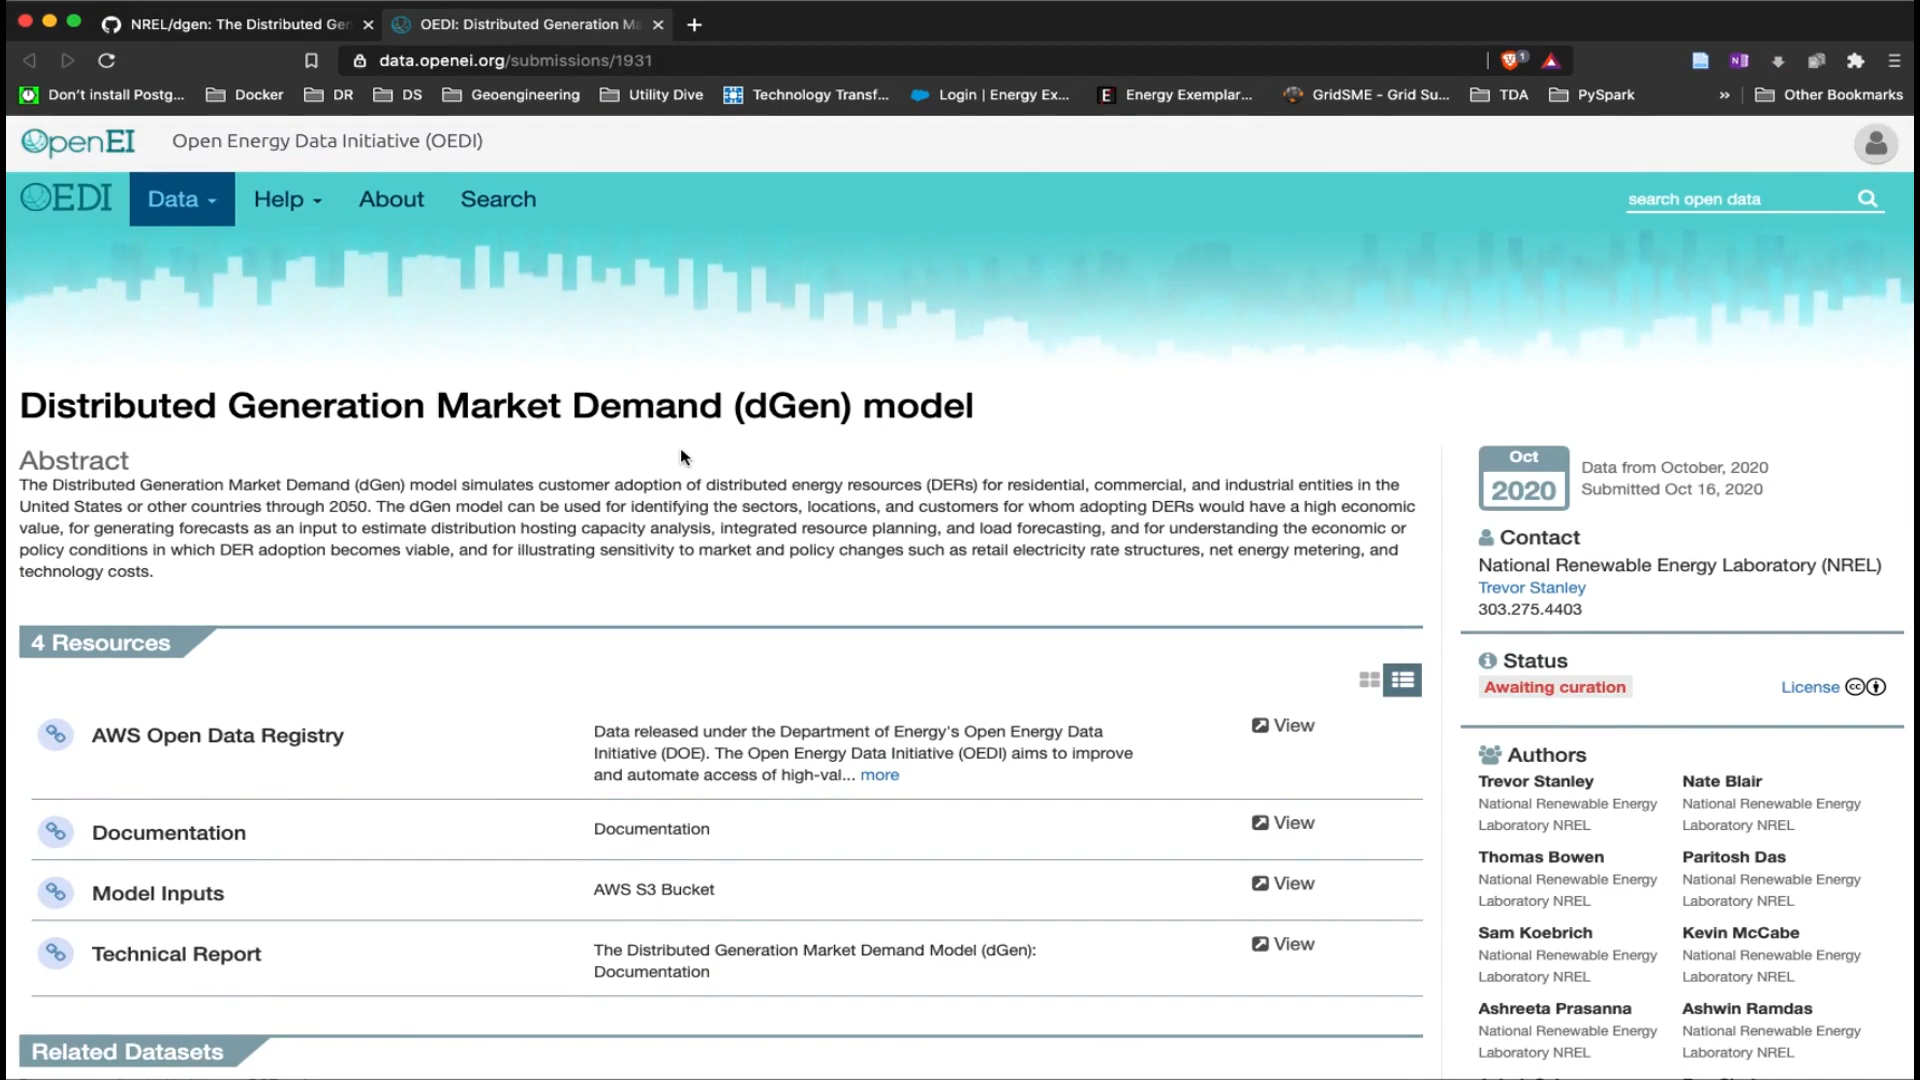 NREL/dgen: The Distributed Ge
OEDI: Distributed Generation Ma
data.openei.org/submissions/1931
1
Don't install Postg...
Docker
DR
DS
Geoengineering
Utility Dive
Technology Transf...
Login | Energy Ex...
Energy Exemplar...
GridSME - Grid Su...
TDA
PySpark
»
Other Bookmarks
OpenEI
Open Energy Data Initiative (OEDI)
OEDI
Data
Help
About
Search
search open data
Distributed Generation Market Demand (dGen) model
Abstract
The Distributed Generation Market Demand (dGen) model simulates customer adoption of distributed energy resources (DERs) for residential, commercial, and industrial entities in the
United States or other countries through 2050. The dGen model can be used for identifying the sectors, locations, and customers for whom adopting DERs would have a high economic
value, for generating forecasts as an input to estimate distribution hosting capacity analysis, integrated resource planning, and load forecasting, and for understanding the economic or
policy conditions in which DER adoption becomes viable, and for illustrating sensitivity to market and policy changes such as retail electricity rate structures, net energy metering, and
technology costs.
4 Resources
AWS Open Data Registry
Data released under the Department of Energy's Open Energy Data
Initiative (DOE). The Open Energy Data Initiative (OEDI) aims to improve
and automate access of high-val... more
View
Documentation
Documentation
View
Model Inputs
AWS S3 Bucket
View
Technical Report
The Distributed Generation Market Demand Model (dGen):
Documentation
View
Related Datasets
Oct
2020
Data from October, 2020
Submitted Oct 16, 2020
Contact
National Renewable Energy Laboratory (NREL)
Trevor Stanley
303.275.4403
Status
Awaiting curation
License
Authors
Trevor Stanley
National Renewable Energy
Laboratory NREL
Nate Blair
National Renewable Energy
Laboratory NREL
Thomas Bowen
National Renewable Energy
Laboratory NREL
Paritosh Das
National Renewable Energy
Laboratory NREL
Sam Koebrich
National Renewable Energy
Laboratory NREL
Kevin McCabe
National Renewable Energy
Laboratory NREL
Ashreeta Prasanna
National Renewable Energy
Laboratory NREL
Ashwin Ramdas
National Renewable Energy
Laboratory NREL